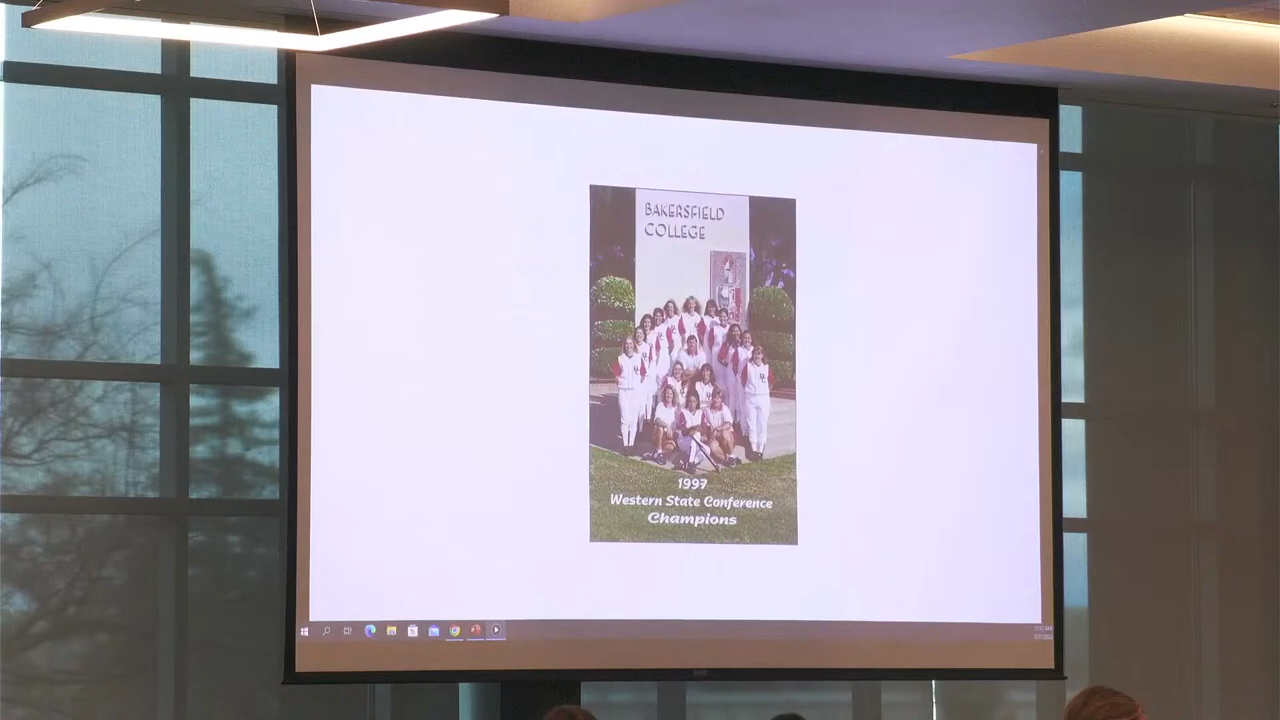 BAKERSFIELD
COLLEGE
1997
Western State Conference
Champions